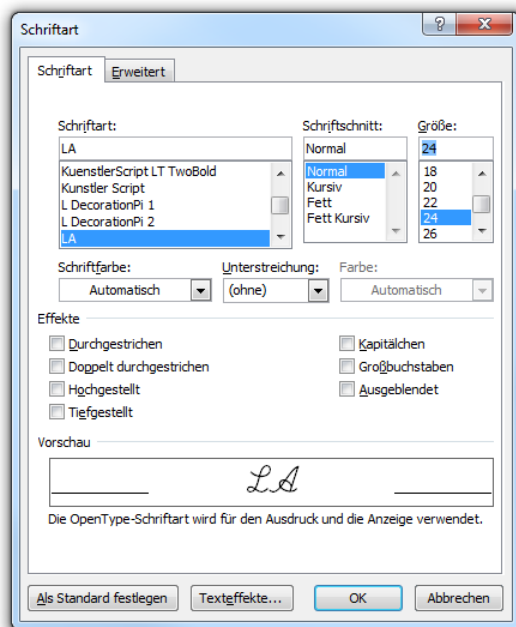 Schriftart
Schriftart Erweitert
Schriftart: Schriftschnitt: Größe:
LA Normal 24
KuenstlerScript LT TwoBold Normal 18
Kunstler Script Kursiv 20
L DecorationPi 1 Fett 22
L DecorationPi 2 Fett Kursiv 24
LA 26
Schriftfarbe: Unterstreichung: Farbe:
Automatisch (ohne) Automatisch
Effekte
Durchgestrichen Kapitälchen
Doppelt durchgestrichen Großbuchstaben
Hochgestellt Ausgeblendet
Tiefgestellt
Vorschau
LA
Die OpenType-Schriftart wird für den Ausdruck und die Anzeige verwendet.
Als Standard festlegen Texteffekte... OK Abbrechen